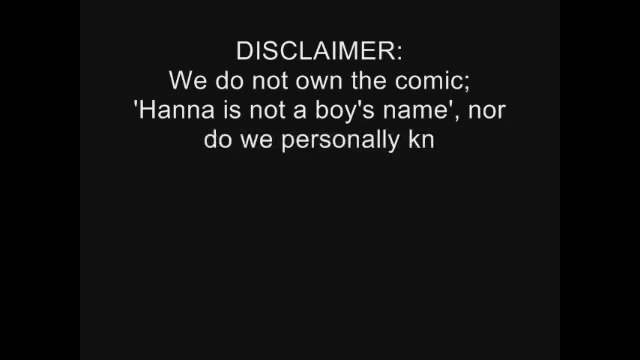 DISCLAIMER:
We do not own the comic;
'Hanna is not a boy's name', nor
do we personally kn